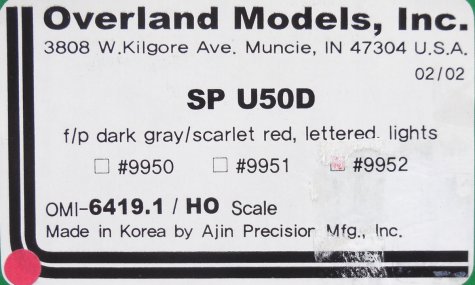 Overland Models, Inc.
3808 W.Kilgore Ave. Muncie, IN 47304 U.S.A.
02/02
SP U50D
f/p dark gray/scarlet red, lettered. lights
#9950 #9951 #9952
OMI-6419.1 / HO Scale
Made in Korea by Ajin Precision Mfg., Inc.